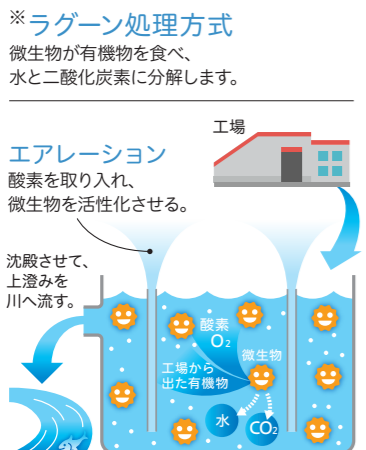 ※ラグーン処理方式
微生物が有機物を食べ、
水と二酸化炭素に分解します。
工場
エアレーション
酸素を取り入れ、
微生物を活性化させる。
沈殿させて、
上澄みを
川へ流す。
酸素
O2
微生物
工場から
出た有機物
水
CO2